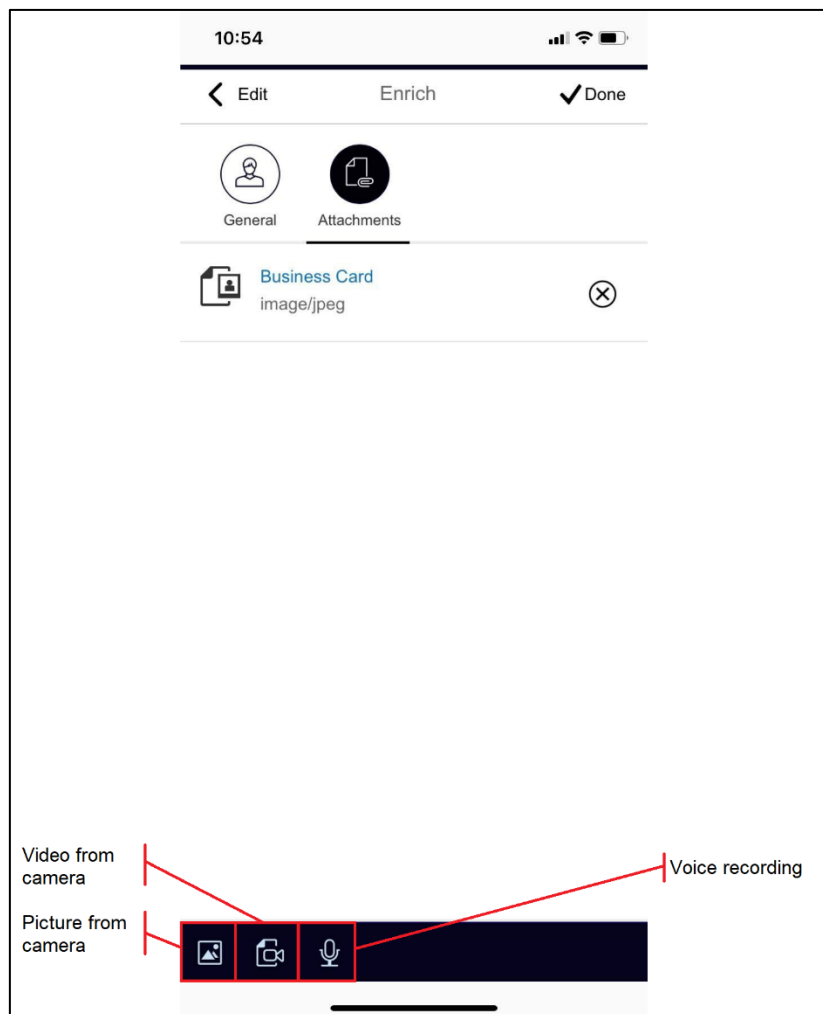 10:54
Edit
Enrich
Done
General
Attachments
Business Card
image/jpeg
Video from
camera
Voice recording
Picture from
camera